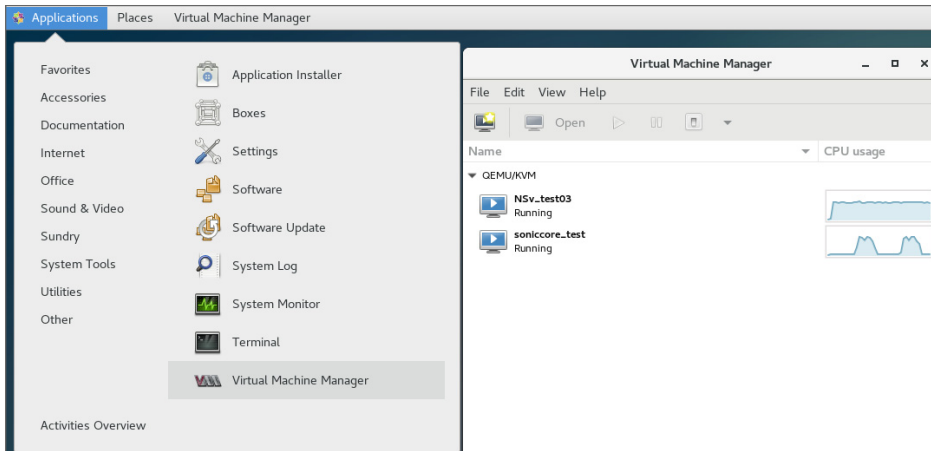 Applications Places Virtual Machine Manager
Favorites
Accessories
Documentation
Internet
Office
Sound & Video
Sundry
System Tools
Utilities
Other
Activities Overview
Application Installer
Boxes
Settings
Software
Software Update
System Log
System Monitor
Terminal
Virtual Machine Manager
Virtual Machine Manager
File Edit View Help
Open
Name CPU usage
QEMU/KVM
NSv_test03
Running
soniccore_test
Running